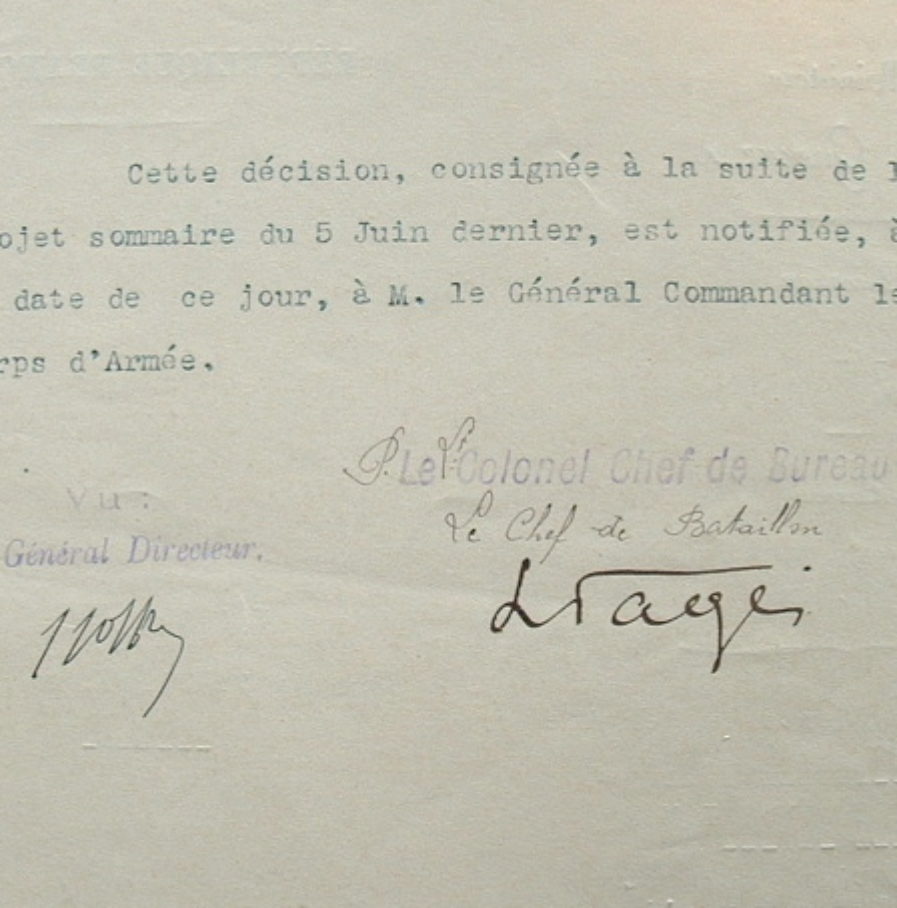 Cette décision, consignée à la suite de
ojet sommaire du 5 Juin dernier, est notifiée, à
date de ce jour, à M. le Général Commandant le
rps d'Armée.
P. Le Lt Colonel Chef de Bureau
Le Chef de Bataillon
Vu :
Général Directeur.